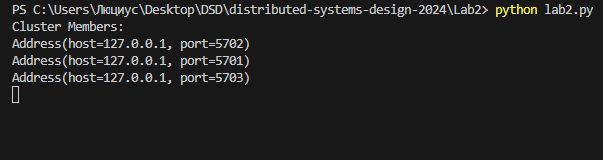 PS C:\Users\Люциус\Desktop\DSD\distributed-systems-design-2024\Lab2> python lab2.py
Cluster Members:
Address(host=127.0.0.1, port=5702)
Address(host=127.0.0.1, port=5701)
Address(host=127.0.0.1, port=5703)